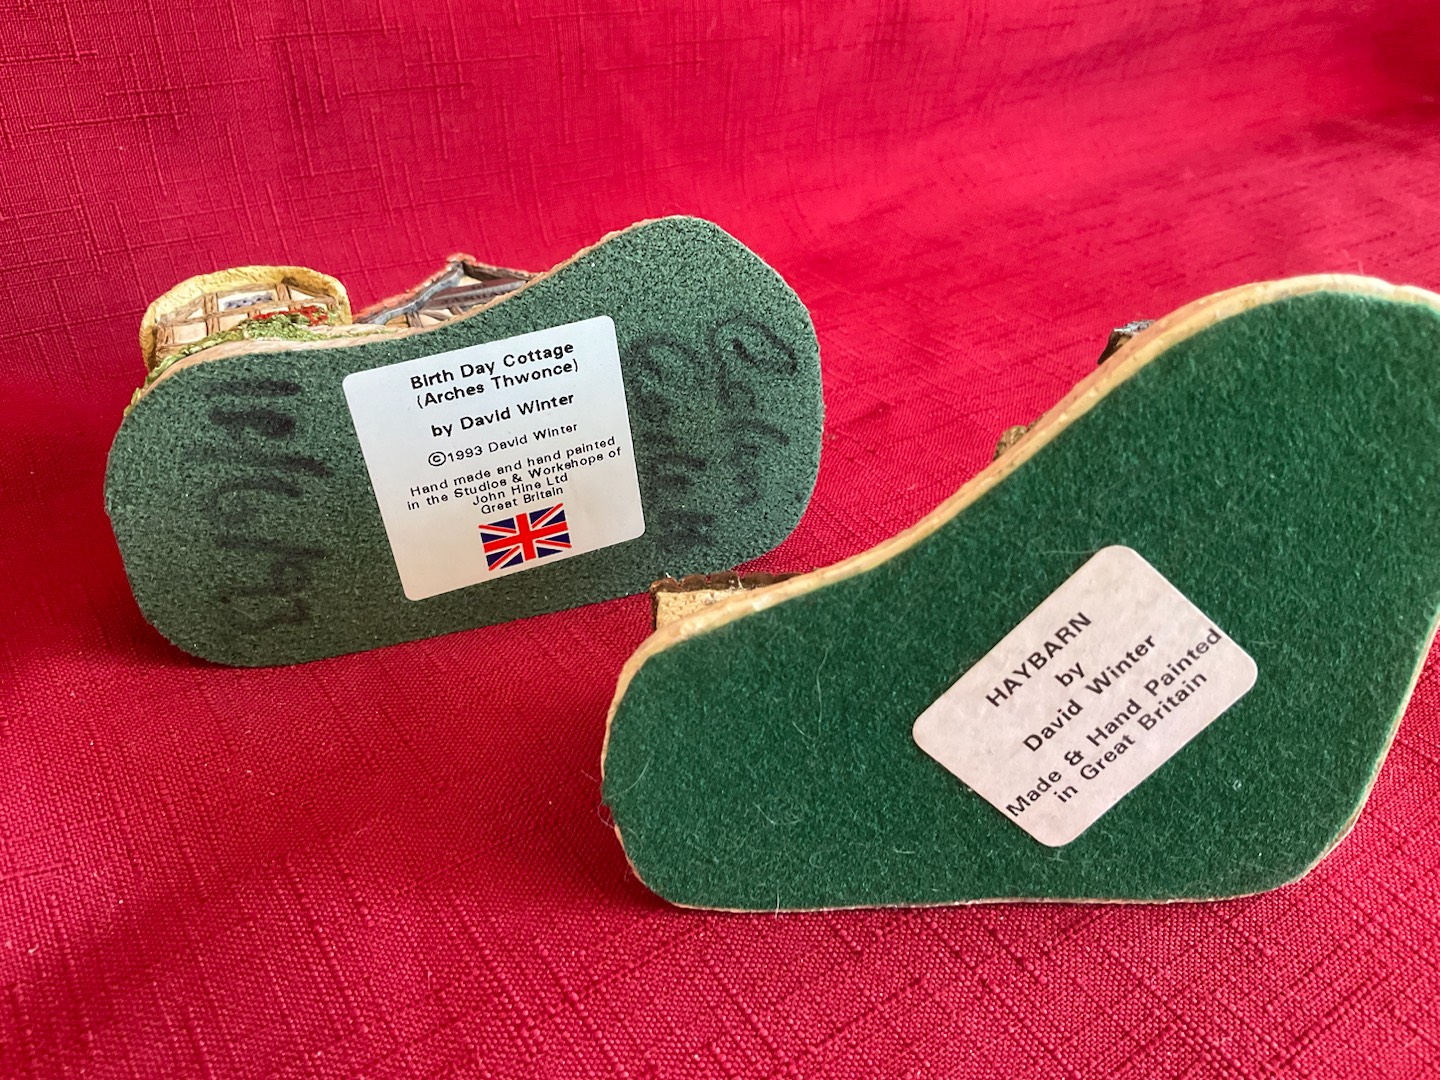 Birth Day Cottage
(Arches Thwonce)
by David Winter
©1993 David Winter
Hand made and hand painted
in the Studios & Workshops of
John Hine Ltd
Great Britain
HAYBARN
by
David Winter
Made & Hand Painted
in Great Britain